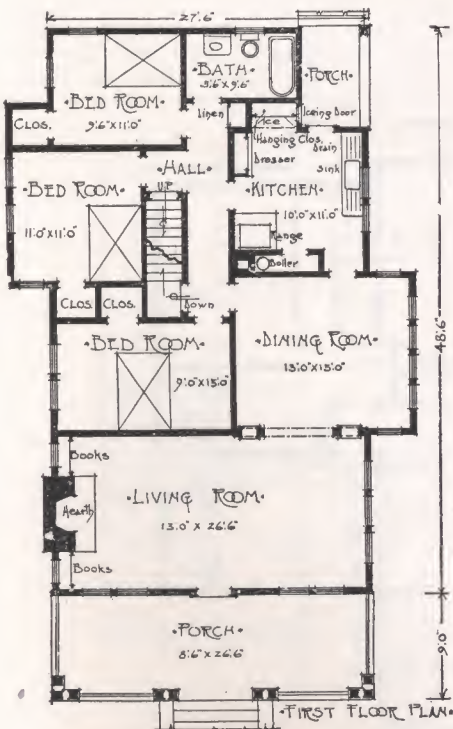 27'6"
BATH
5'6" X 9'6"
PORCH
BED ROOM
9'6" X 11'0"
CLOS.
Linen
Ice
Iceing Door
Hanging Clos.
Drain
Dresser
Sink
HALL
UP
KITCHEN
10'0" X 11'0"
BED ROOM
11'0" X 11'0"
Range
Boiler
CLOS.
CLOS.
Down
BED ROOM
9'0" X 15'0"
DINING ROOM
13'0" X 15'0"
48'6"
Books
LIVING ROOM
13'0" X 26'6"
Hearth
Books
PORCH
8'6" X 26'6"
9'0"
FIRST FLOOR PLAN